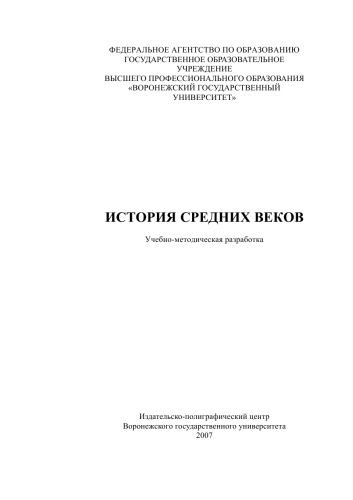 ФЕДЕРАЛЬНОЕ АГЕНТСТВО ПО ОБРАЗОВАНИЮ
ГОСУДАРСТВЕННОЕ ОБРАЗОВАТЕЛЬНОЕ
УЧРЕЖДЕНИЕ
ВЫСШЕГО ПРОФЕССИОНАЛЬНОГО ОБРАЗОВАНИЯ
«ВОРОНЕЖСКИЙ ГОСУДАРСТВЕННЫЙ
УНИВЕРСИТЕТ»
ИСТОРИЯ СРЕДНИХ ВЕКОВ
Учебно-методическая разработка
Издательско-полиграфический центр
Воронежского государственного университета
2007